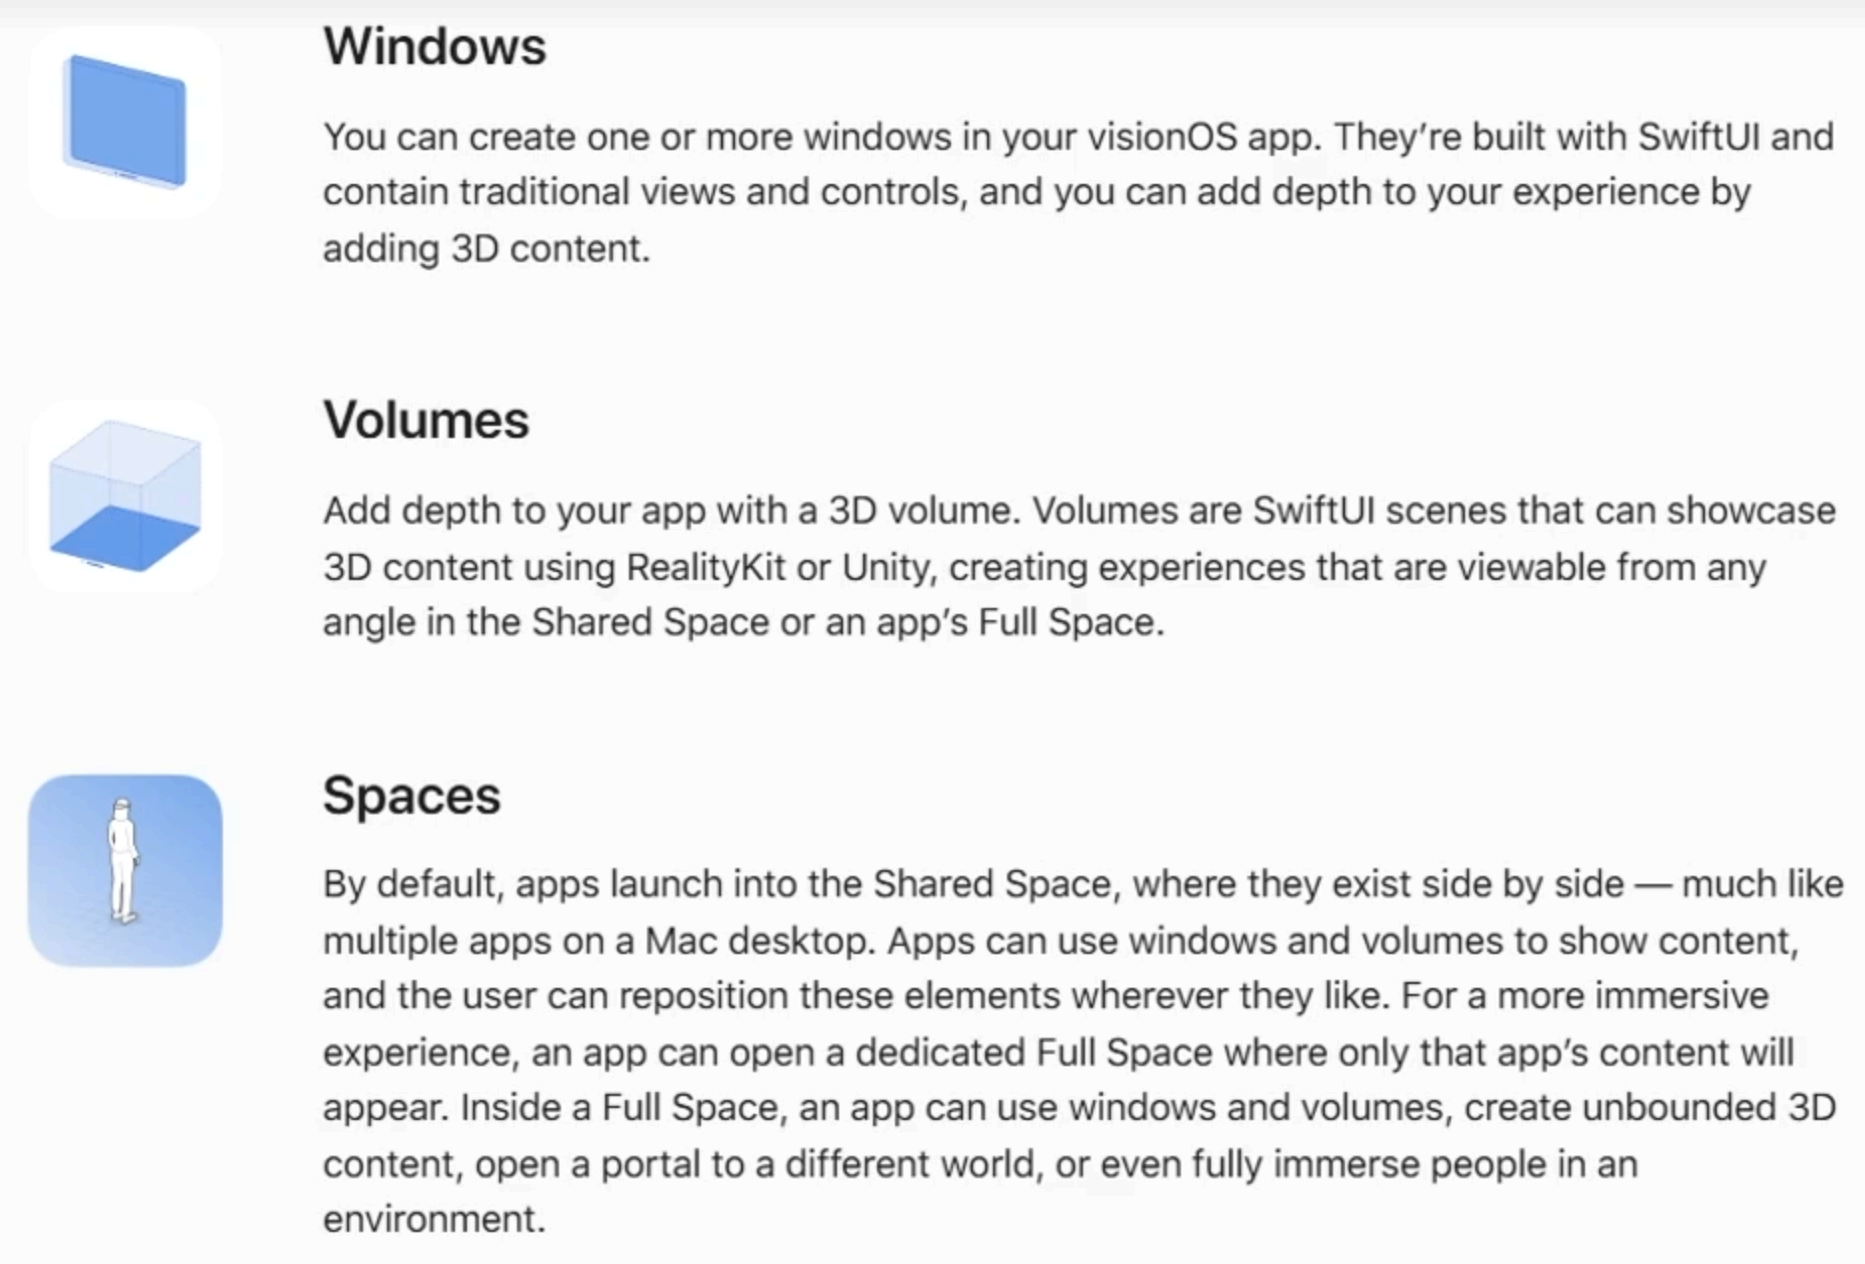 Windows
You can create one or more windows in your visionOS app. They’re built with SwiftUI and
contain traditional views and controls, and you can add depth to your experience by
adding 3D content.
Volumes
Add depth to your app with a 3D volume. Volumes are SwiftUI scenes that can showcase
3D content using RealityKit or Unity, creating experiences that are viewable from any
angle in the Shared Space or an app’s Full Space.
Spaces
By default, apps launch into the Shared Space, where they exist side by side — much like
multiple apps on a Mac desktop. Apps can use windows and volumes to show content,
and the user can reposition these elements wherever they like. For a more immersive
experience, an app can open a dedicated Full Space where only that app’s content will
appear. Inside a Full Space, an app can use windows and volumes, create unbounded 3D
content, open a portal to a different world, or even fully immerse people in an
environment.